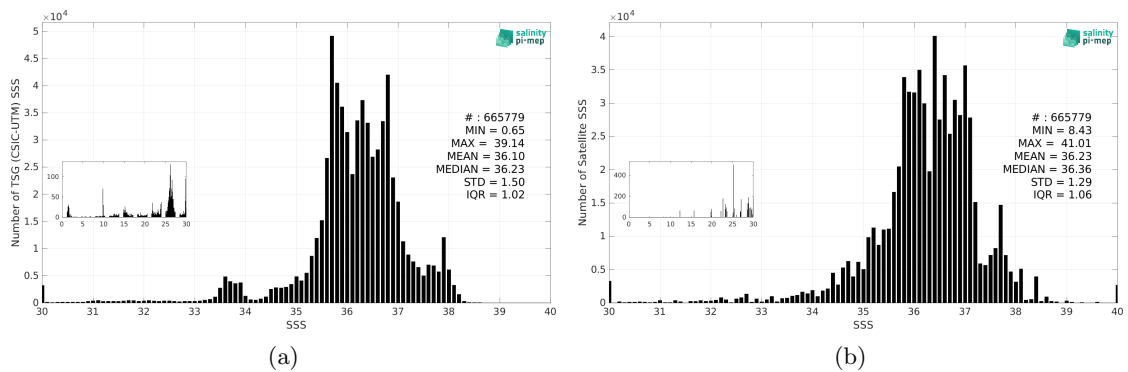 ×10⁴
salinity
pi-mep
5
4.5
4
3.5
3
2.5
2
1.5
1
0.5
0
Number of TSG (CSIC-UTM) SSS
# : 665779
MIN = 0.65
MAX = 39.14
MEAN = 36.10
MEDIAN = 36.23
STD = 1.50
IQR = 1.02
100
50
0
0 5 10 15 20 25 30
30 31 32 33 34 35 36 37 38 39 40
SSS
(a)
×10⁴
salinity
pi-mep
4
3.5
3
2.5
2
1.5
1
0.5
0
Number of Satellite SSS
# : 665779
MIN = 8.43
MAX = 41.01
MEAN = 36.23
MEDIAN = 36.36
STD = 1.29
IQR = 1.06
400
200
0
0 5 10 15 20 25 30
30 31 32 33 34 35 36 37 38 39 40
SSS
(b)